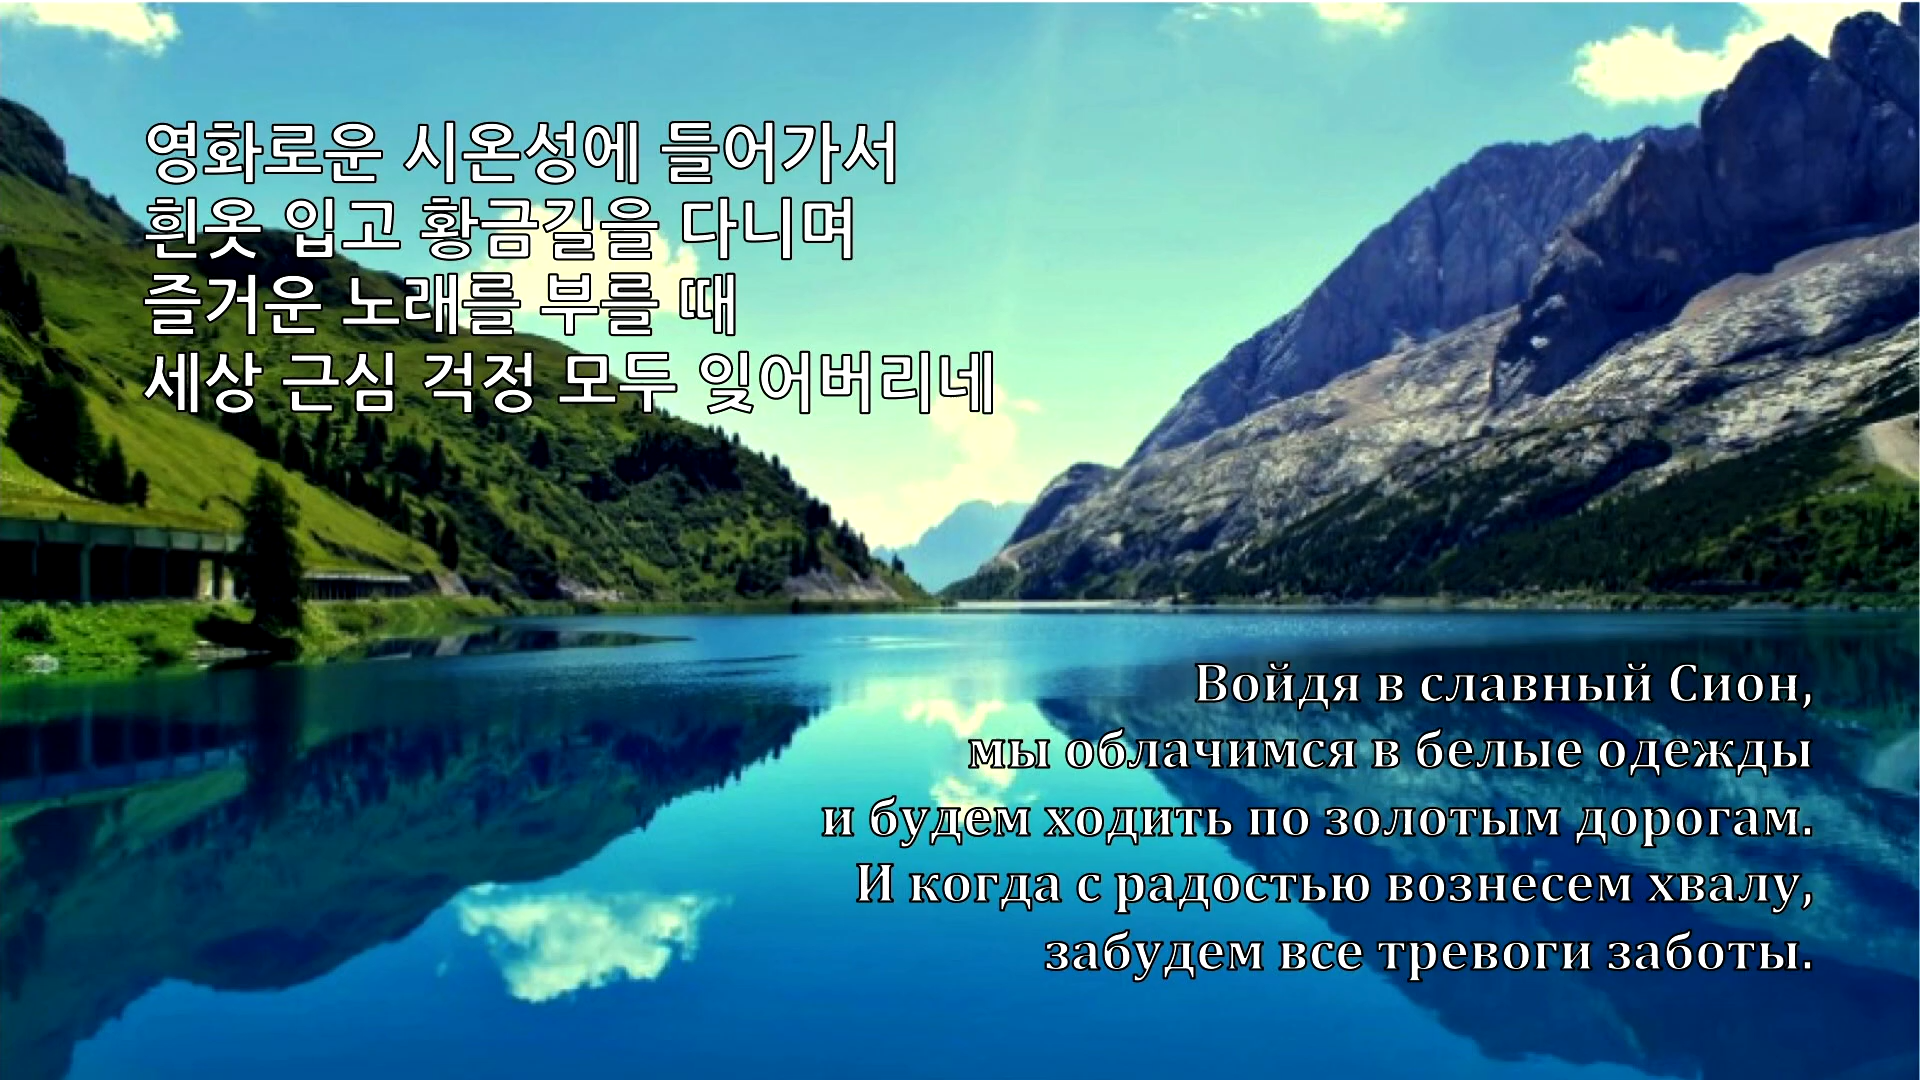 영화로운 시온성에 들어가서
흰옷 입고 황금길을 다니며
즐거운 노래를 부를 때
세상 근심 걱정 모두 잊어버리네
Войдя в славный Сион,
мы облачимся в белые одежды
и будем ходить по золотым дорогам.
И когда с радостью вознесем хвалу,
забудем все тревоги заботы.